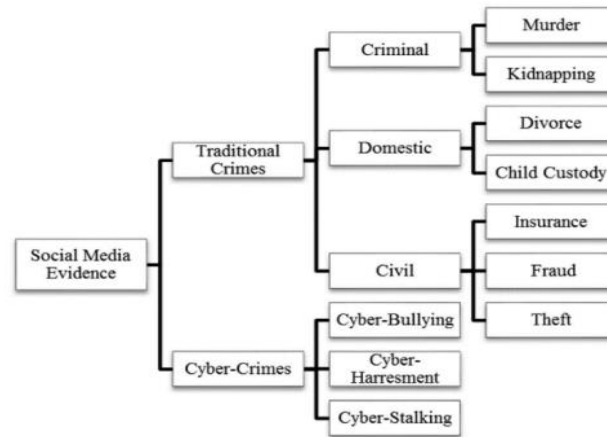 Murder
Criminal
Kidnapping
Divorce
Traditional
Crimes
Domestic
Child Custody
Insurance
Social Media
Evidence
Civil
Fraud
Cyber-Bullying
Theft
Cyber-Crimes
Cyber-
Harresment
Cyber-Stalking